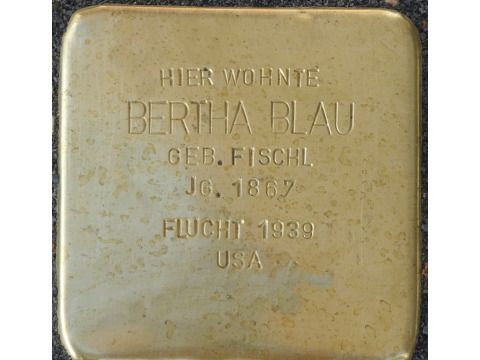 HIER WOHNTE
BERTHA BLAU
GEB. FISCHL
JG. 1867
FLUCHT 1939
USA